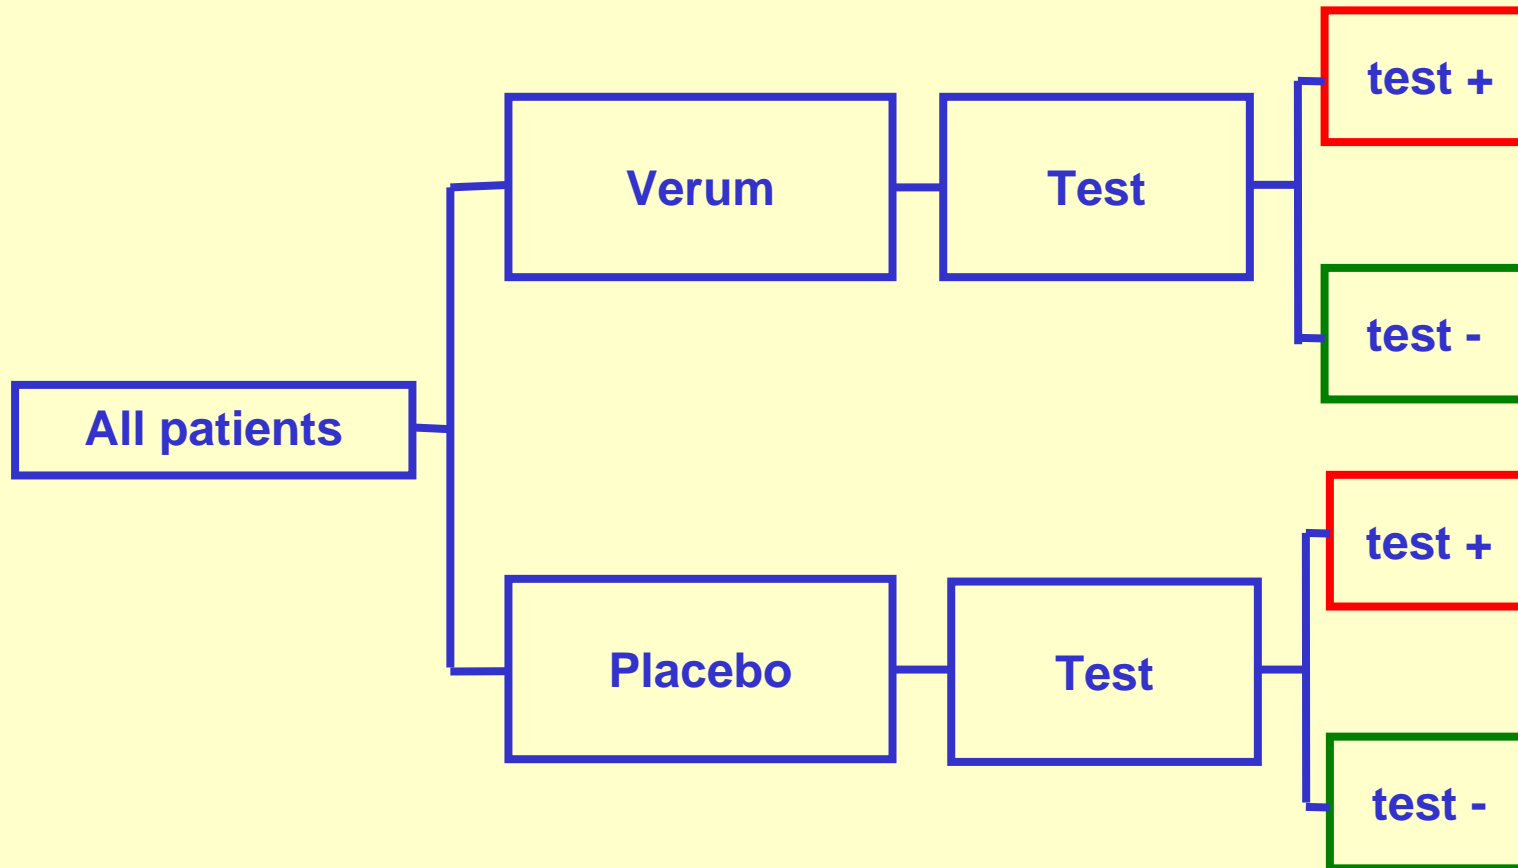 test +
Verum
Test
test -
All patients
test +
Placebo
Test
test -